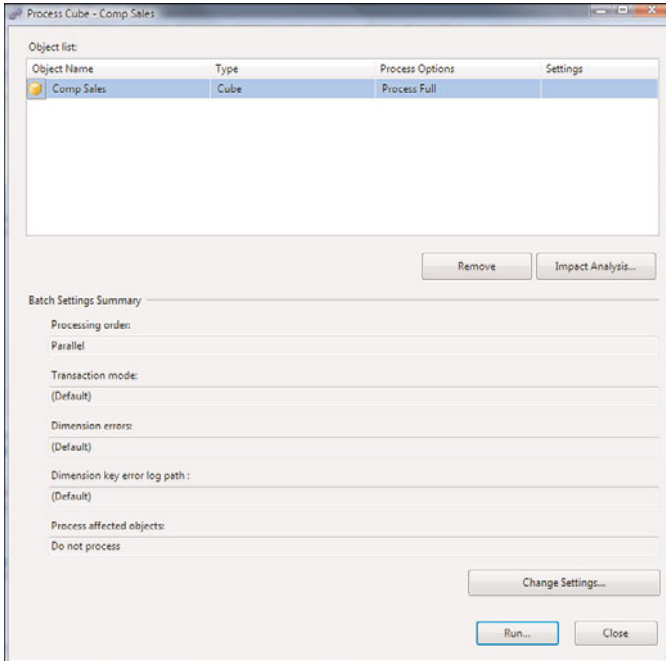 Process Cube - Comp Sales
Object list:
Object Name Type Process Options Settings
Comp Sales Cube Process Full
Remove Impact Analysis...
Batch Settings Summary
Processing order:
Parallel
Transaction mode:
(Default)
Dimension errors:
(Default)
Dimension key error log path :
(Default)
Process affected objects:
Do not process
Change Settings...
Run... Close